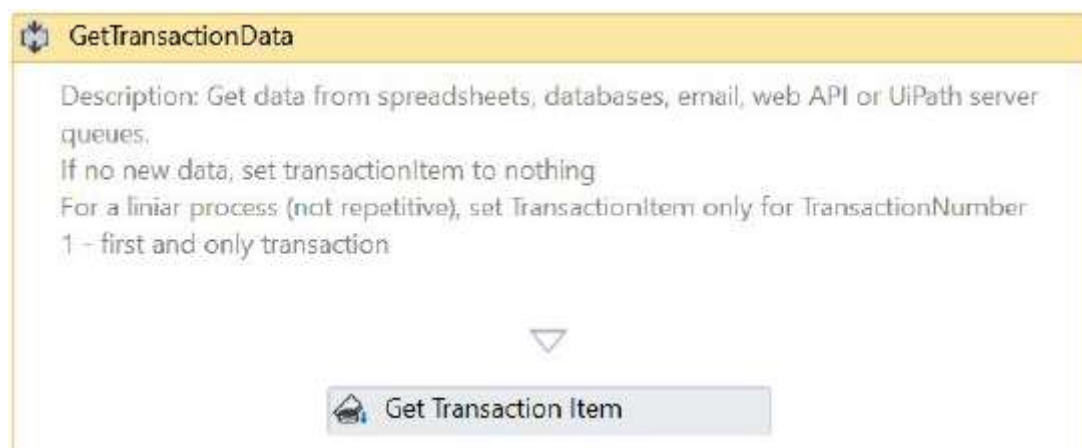 GetTransactionData
Description: Get data from spreadsheets, databases, email, web API or UiPath server
queues.
If no new data, set transactionItem to nothing
For a liniar process (not repetitive), set TransactionItem only for TransactionNumber
1 - first and only transaction
Get Transaction Item